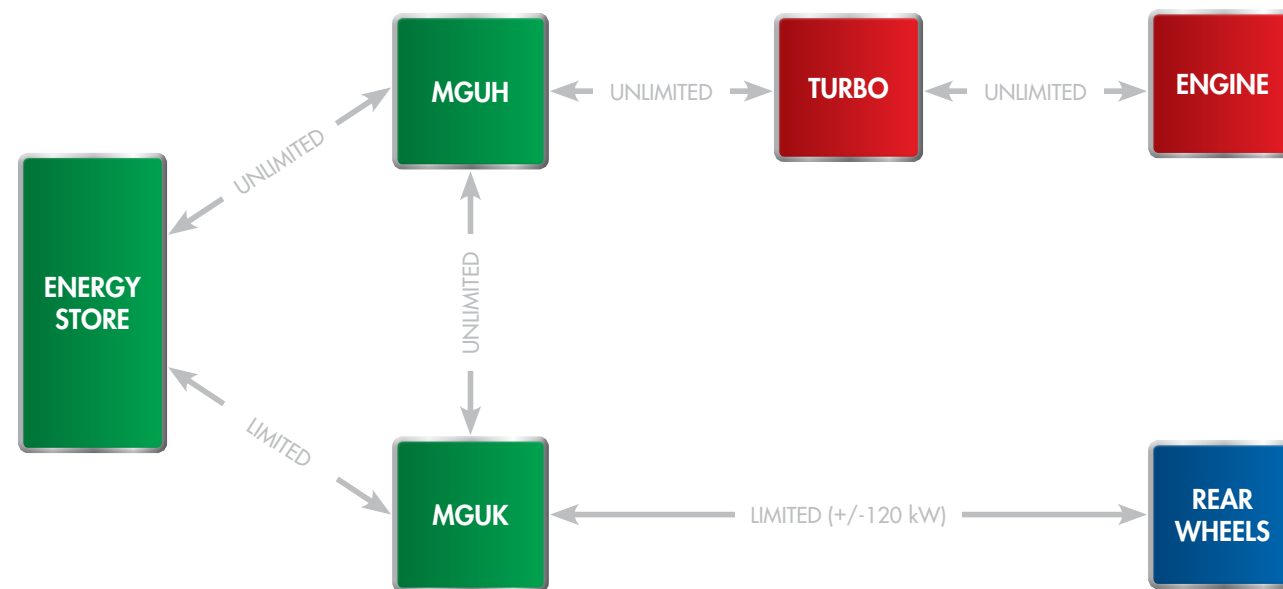 MGUH
UNLIMITED
TURBO
UNLIMITED
ENGINE
UNLIMITED
ENERGY
STORE
UNLIMITED
LIMITED
MGUK
LIMITED (+/-120 kW)
REAR
WHEELS